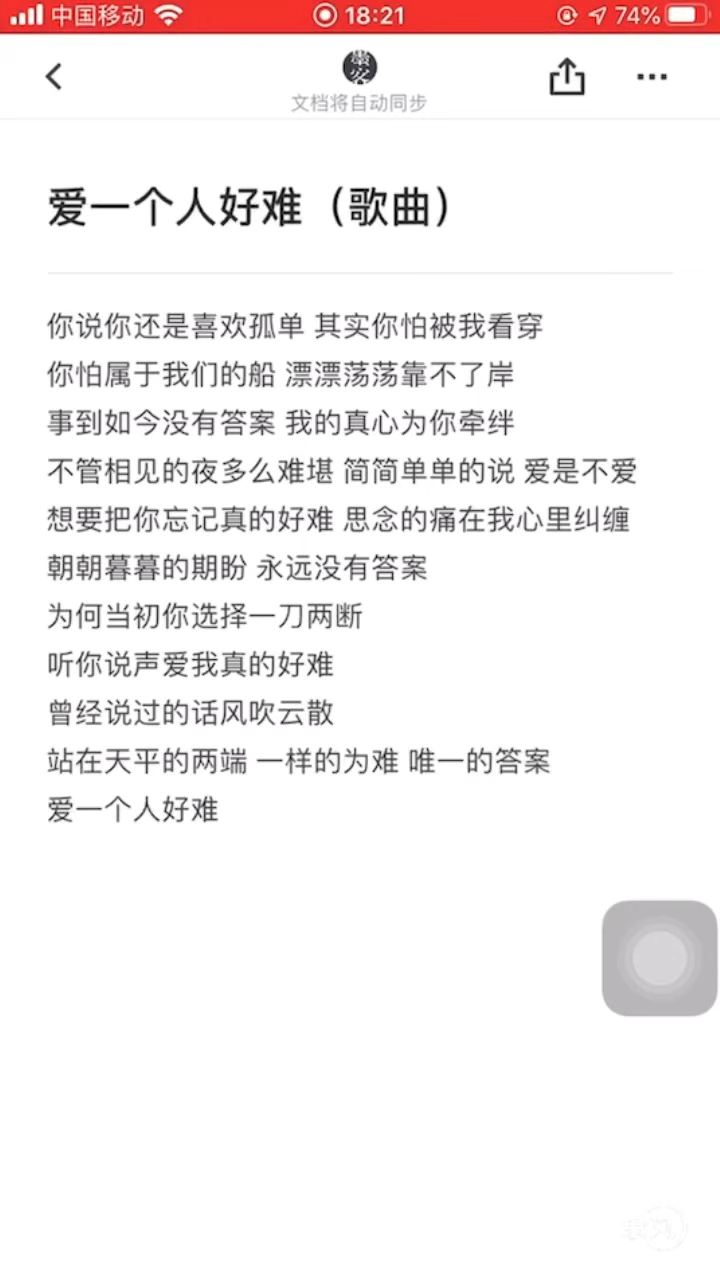 中国移动 18:21 74%
文档将自动同步
爱一个人好难（歌曲）
你说你还是喜欢孤单 其实你怕被我看穿
你怕属于我们的船 漂漂荡荡靠不了岸
事到如今没有答案 我的真心为你牵绊
不管相见的夜多么难堪 简简单单的说 爱是不爱
想要把你忘记真的好难 思念的痛在我心里纠缠
朝朝暮暮的期盼 永远没有答案
为何当初你选择一刀两断
听你说声爱我真的好难
曾经说过的话风吹云散
站在天平的两端 一样的为难 唯一的答案
爱一个人好难